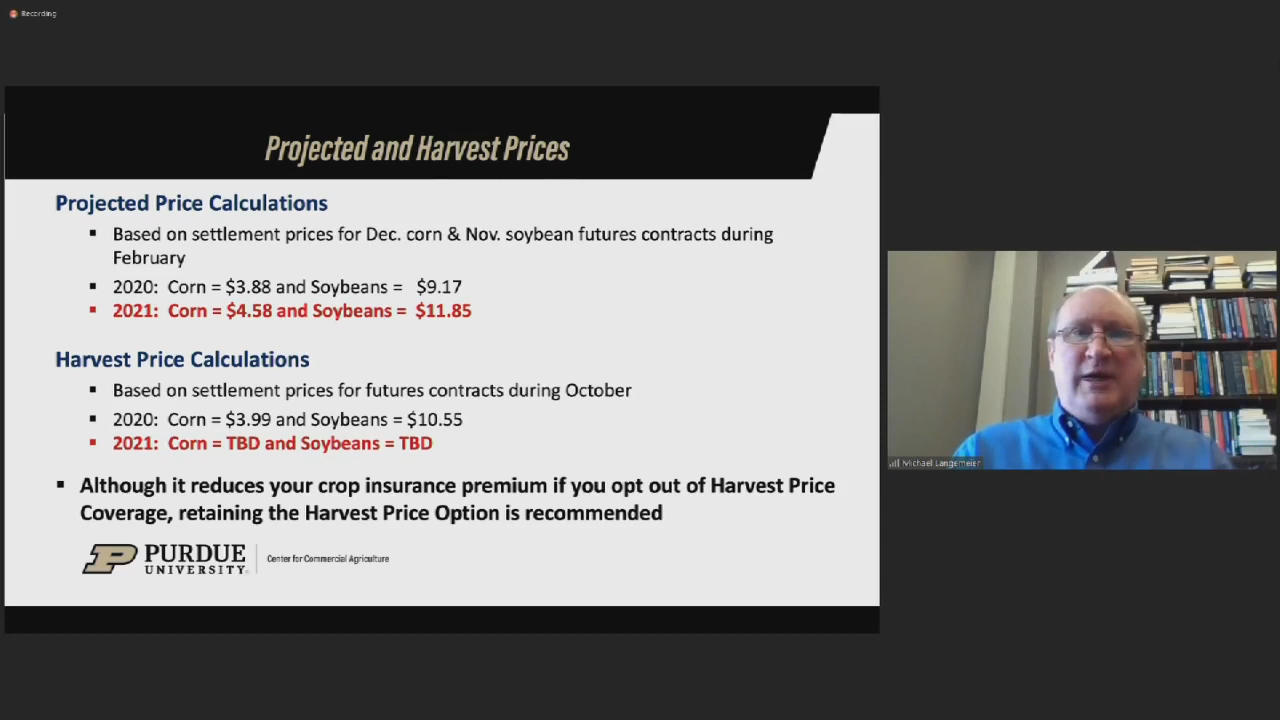 Recording
Projected and Harvest Prices
Projected Price Calculations
▪ Based on settlement prices for Dec. corn & Nov. soybean futures contracts during
February
▪ 2020: Corn = $3.88 and Soybeans = $9.17
▪ 2021: Corn = $4.58 and Soybeans = $11.85
Harvest Price Calculations
▪ Based on settlement prices for futures contracts during October
▪ 2020: Corn = $3.99 and Soybeans = $10.55
▪ 2021: Corn = TBD and Soybeans = TBD
▪ Although it reduces your crop insurance premium if you opt out of Harvest Price
Coverage, retaining the Harvest Price Option is recommended
PURDUE
UNIVERSITY
Center for Commercial Agriculture
Michael Langemeier